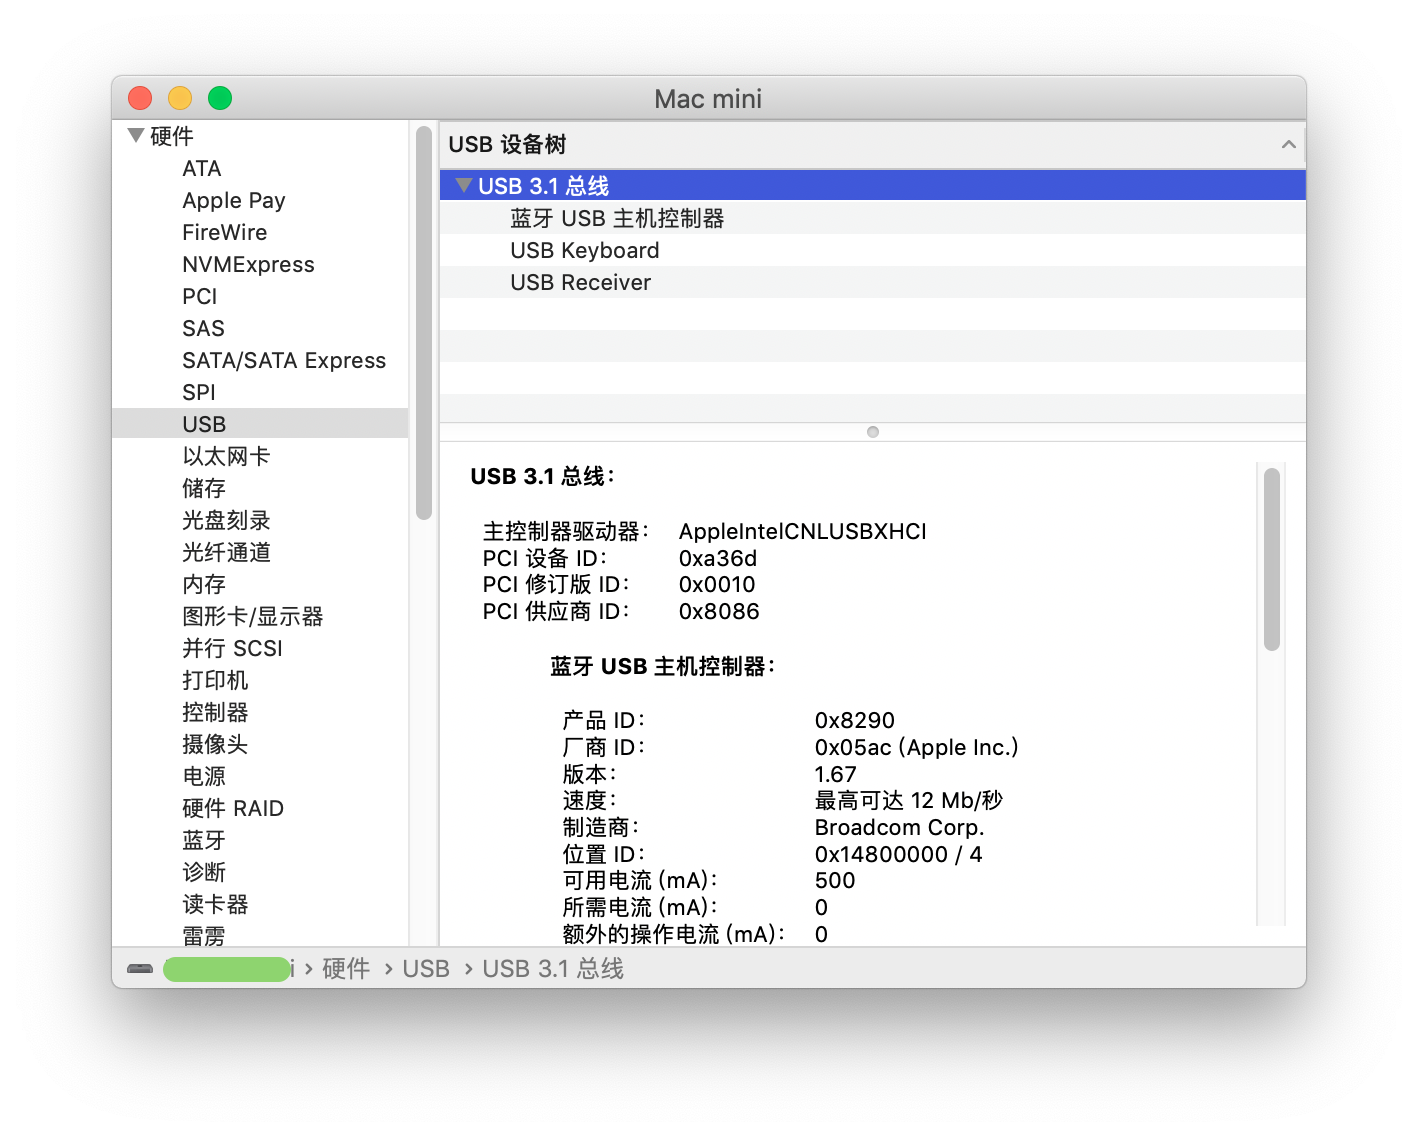 Mac mini
硬件
ATA
Apple Pay
FireWire
NVMExpress
PCI
SAS
SATA/SATA Express
SPI
USB
以太网卡
储存
光盘刻录
光纤通道
内存
图形卡/显示器
并行 SCSI
打印机
控制器
摄像头
电源
硬件 RAID
蓝牙
诊断
读卡器
雷雳
USB 设备树
USB 3.1 总线
蓝牙 USB 主机控制器
USB Keyboard
USB Receiver
USB 3.1 总线：
主控制器驱动器： AppleIntelCNLUSBXHCI
PCI 设备 ID： 0xa36d
PCI 修订版 ID： 0x0010
PCI 供应商 ID： 0x8086
蓝牙 USB 主机控制器：
产品 ID： 0x8290
厂商 ID： 0x05ac (Apple Inc.)
版本： 1.67
速度： 最高可达 12 Mb/秒
制造商： Broadcom Corp.
位置 ID： 0x14800000 / 4
可用电流 (mA)： 500
所需电流 (mA)： 0
额外的操作电流 (mA)： 0
i › 硬件 › USB › USB 3.1 总线